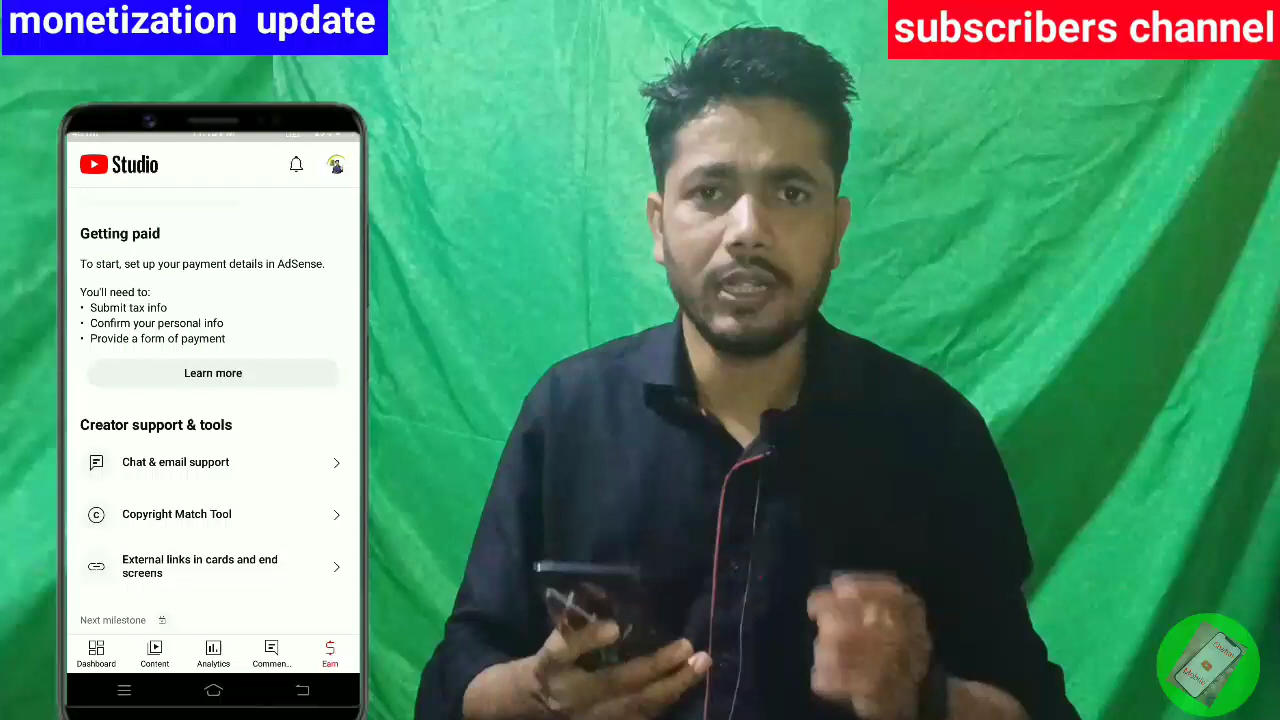 monetization update
subscribers channel
Studio
Getting paid
To start, set up your payment details in AdSense.
You'll need to:
• Submit tax info
• Confirm your personal info
• Provide a form of payment
Learn more
Creator support & tools
Chat & email support
Copyright Match Tool
External links in cards and end
screens
Next milestone
Dashboard
Content
Analytics
Commen...
Earn
Mobile